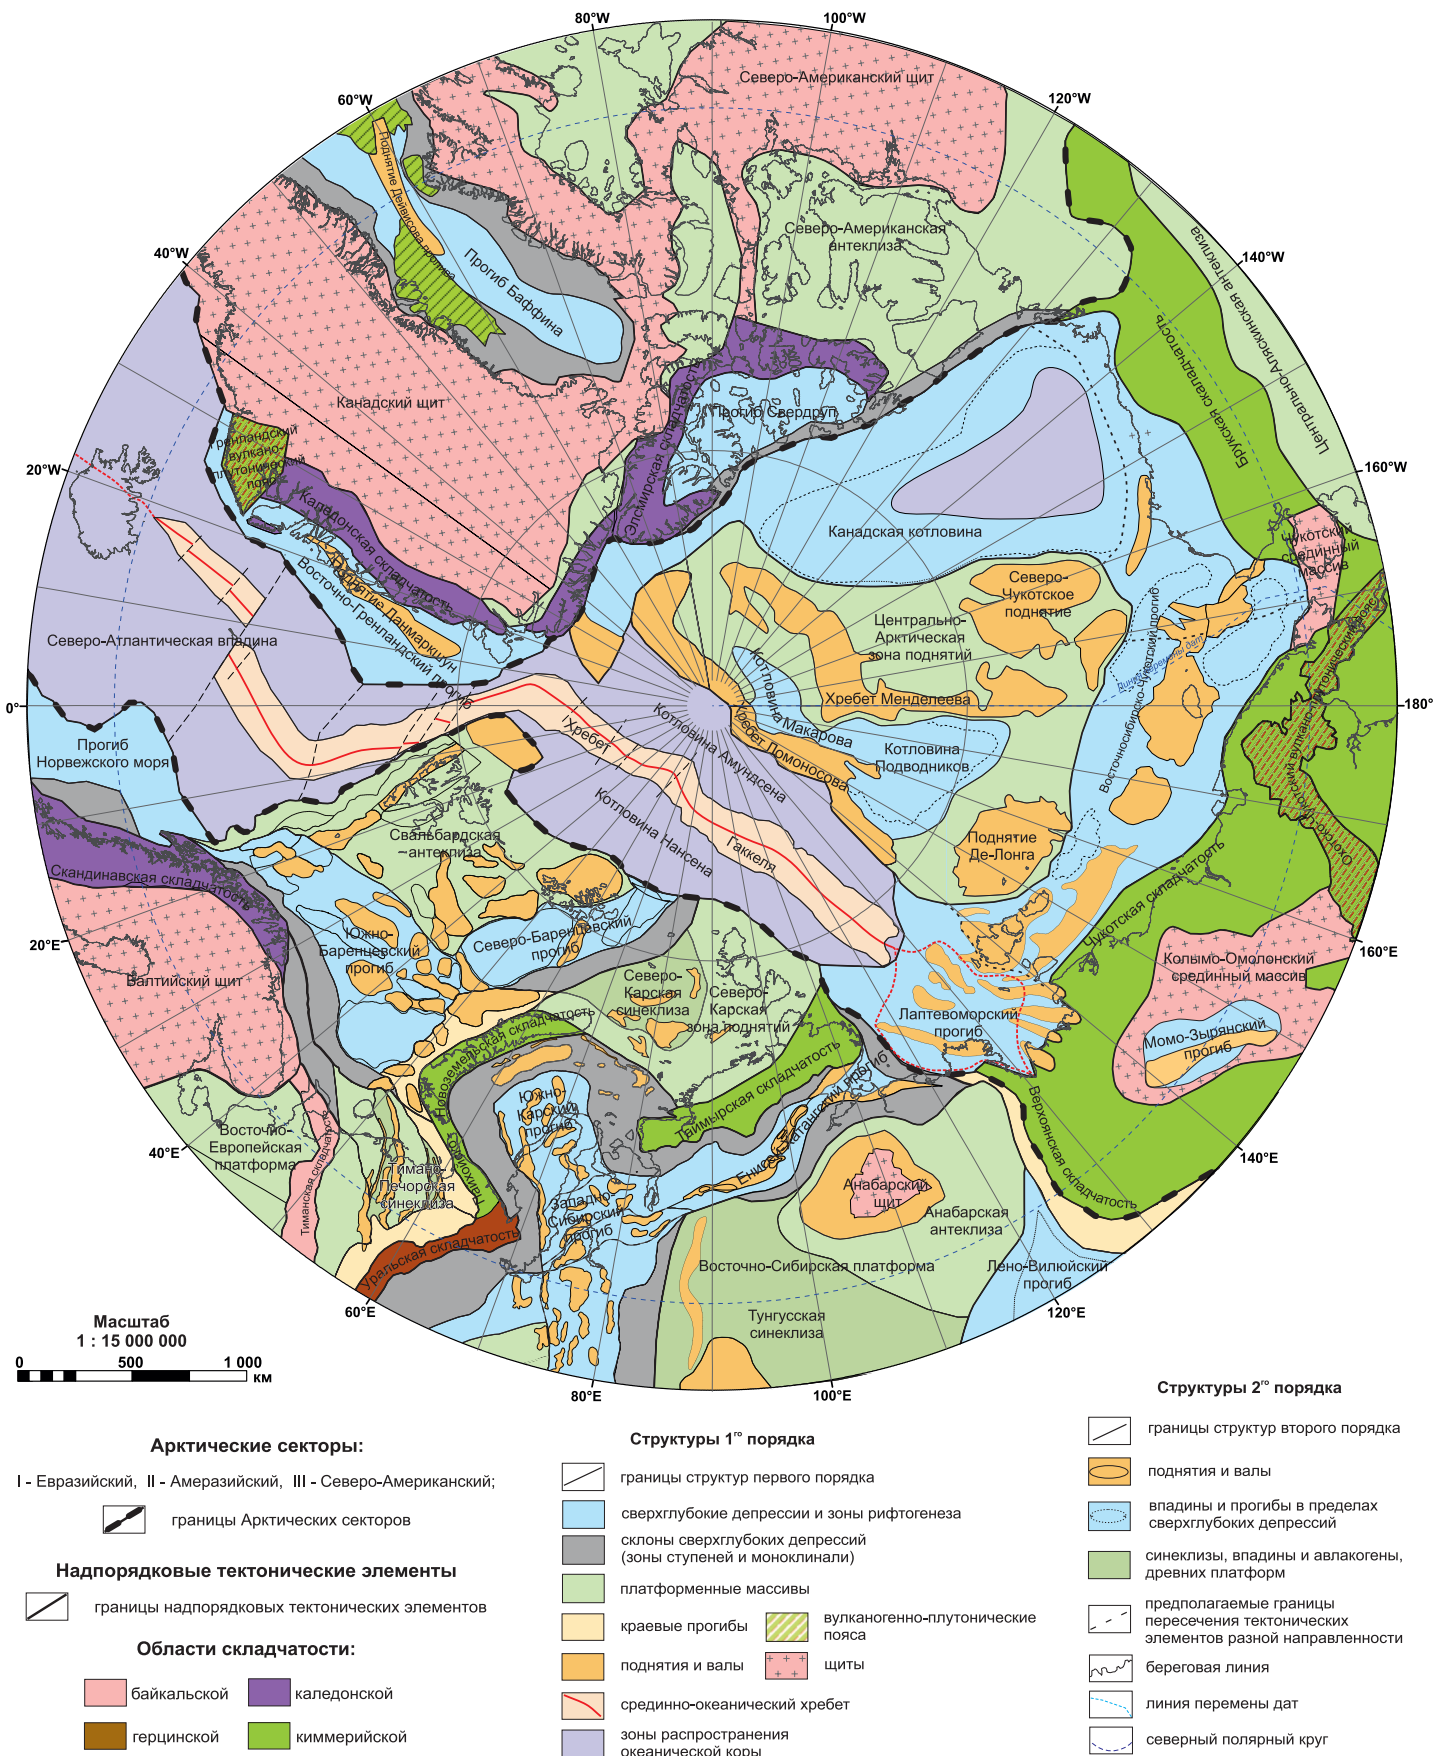 80°W
100°W
60°W
120°W
Северо-Американский щит
Поднятие Дейвисова пролива
Северо-Американская
антеклиза
40°W
140°W
Прогиб Баффина
Центрально-Аляскинская антеклиза
Брукская складчатость
Канадский щит
Прогиб Свердруп
Элсмирская складчатость
20°W
160°W
Гренландский
вулкано-
плутонический
пояс
Каледонская складчатость
Канадская котловина
Чукотский
срединный
массив
Поднятие Данмаркшун
Восточно-Гренландский прогиб
Северо-
Чукотское
поднятие
Центрально-
Арктическая
зона поднятий
Северо-Атлантическая впадина
Восточносибирско-Чукотский прогиб
линия перемены дат
Охотско-Чукотский вулкано-плутонический пояс
Котловина Макарова
Хребет Менделеева
0°
180°
Хребет Ломоносова
Котловина
Подводников
Котловина Амундсена
Хребет
Гаккеля
Котловина Нансена
Прогиб
Норвежского моря
Свальбардская
антеклиза
Поднятие
Де-Лонга
Скандинавская складчатость
Чукотская складчатость
20°E
160°E
Южно-
Баренцевский
прогиб
Северо-Баренцевский
прогиб
Балтийский щит
Северо-
Карская
синеклиза
Северо-
Карская
зона поднятий
Колымо-Омолонский
срединный массив
Лаптевоморский
прогиб
Момо-Зырянский
прогиб
Новоземельская складчатость
Таймырская складчатость
Южно-
Карский
прогиб
Енисей-Хатангский прогиб
Верхоянская складчатость
Восточно-
Европейская
платформа
40°E
140°E
Тиманская складчатость
Тимано-
Печорская
синеклиза
Пайхойско-
Западно-
Сибирский
прогиб
Анабарский
щит
Анабарская
антеклиза
Уральская складчатость
Восточно-Сибирская платформа
Лено-Вилюйский
прогиб
Тунгусская
синеклиза
60°E
120°E
80°E
100°E
Масштаб
1 : 15 000 000
0 500 1 000
км
Арктические секторы:
I - Евразийский, II - Амеразийский, III - Северо-Американский;
границы Арктических секторов
Надпорядковые тектонические элементы
границы надпорядковых тектонических элементов
Области складчатости:
байкальской
каледонской
герцинской
киммерийской
Структуры 1го порядка
границы структур первого порядка
сверхглубокие депрессии и зоны рифтогенеза
склоны сверхглубоких депрессий
(зоны ступеней и моноклинали)
платформенные массивы
краевые прогибы
вулканогенно-плутонические
пояса
поднятия и валы
щиты
срединно-океанический хребет
зоны распространения
океанической коры
Структуры 2го порядка
границы структур второго порядка
поднятия и валы
впадины и прогибы в пределах
сверхглубоких депрессий
синеклизы, впадины и авлакогены,
древних платформ
предполагаемые границы
пересечения тектонических
элементов разной направленности
береговая линия
линия перемены дат
северный полярный круг